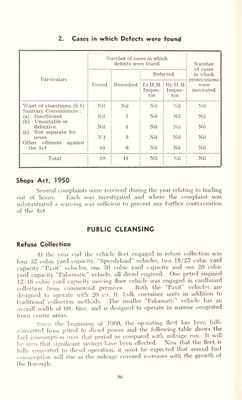 2. Cases in which Defects were found
Particulars
Number of cases in which
defects were found
Number
of cases
in which
prosecutions
were
instituted
Found
Remedied
Referred
To H.M.
Inspec-
tor
By H.M.
Inspec-
tor
Want of cleanliness (S.1) Nil Nil Nil Nil Nil
Sanitary Conveniences:
(a) Insufficient Nil 1 Nil Nil Nil
(b) Unsuitable or
defective Nil 1 Nil Nil Nil
(c) Not separate for
sexes Nil 3 Nil Nil Nil
Other offences against
the Act 19 6 Nil Nil Nil
Total 19 11 Nil Nil Nil
Shops Act, 1950
Several complaints were received during the year relating to trading
out of hours. Each was investigated and where the complaint was
substantiated a warning was sufficient to prevent any further contravention
of the Act.
PUBLIC CLEANSING
Refuse Collection
At the year end the vehicle fleet engaged in refuse collection was
four 32 cubic yard capacity. "Speedyload" vehicles, two 18/25 cubic yard
capacity "Paxit" vehicles, one 30 cubic yard capacity and one 20 cubic
yard capacity "Pakamatic" vehicle, all diesel engined. One petrol engined
12/16 cubic yard capacity moving floor vehicle was engaged in cardboard
collection from commercial premises. Both the "Paxit" vehicles are
designed to operate with 20 cu. ft. bulk container units in addition to
traditional collection methods. The smaller "Pakamatic" vehicle has an
overall width of 6ft. 6ins. and is designed to operate in narrow congested
town centre areas.
Since the beginning of 1960, the operating fleet has been fully
converted from petrol to diesel power and the following table shows the
fuel consumption over that period as compared with mileage run. It will
be seen that significant savings have been effected. Now that the fleet is
fully converted to diesel operation, it must be expected that annual fuel
consumption will rise as the mileage covered increases with the growth of
the Borough.